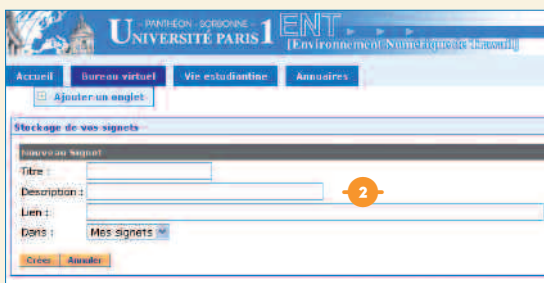 - PANTHÉON - SORBONNE -
UNIVERSITÉ PARIS 1
ENT
[Environnement Numérique de Travail]
Accueil Bureau virtuel Vie estudiantine Annuaires
Ajouter un onglet
Stockage de vos signets
Nouveau Signet
Titre :
Description :
2
Lien :
Dans : Mes signets
Créer Annuler